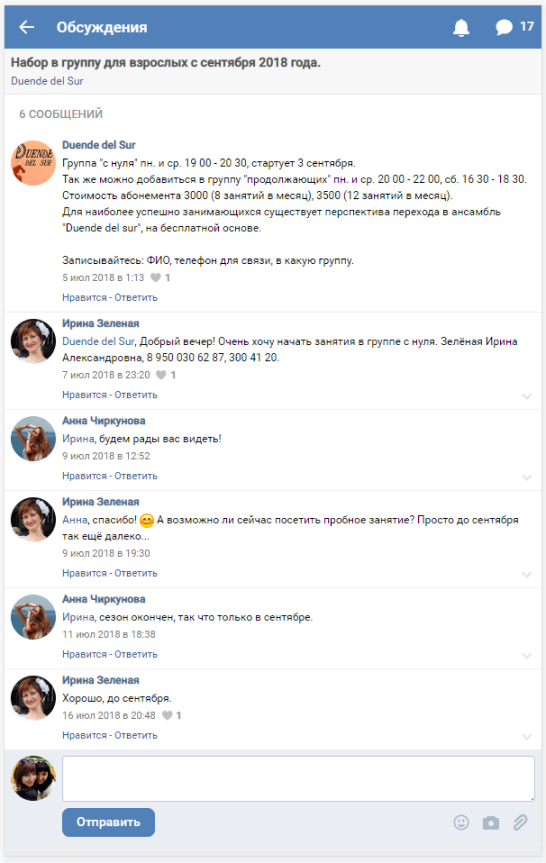 Обсуждения
17
Набор в группу для взрослых с сентября 2018 года.
Duende del Sur
6 СООБЩЕНИЙ
DUENDE
DEL SUR
Duende del Sur
Группа "с нуля" пн. и ср. 19 00 - 20 30, стартует 3 сентября.
Так же можно добавиться в группу "продолжающих" пн. и ср. 20 00 - 22 00, сб. 16 30 - 18 30.
Стоимость абонемента 3000 (8 занятий в месяц), 3500 (12 занятий в месяц).
Для наиболее успешно занимающихся существует перспектива перехода в ансамбль
"Duende del sur", на бесплатной основе.
Записывайтесь: ФИО, телефон для связи, в какую группу.
5 июл 2018 в 1:13 1
Нравится - Ответить
Ирина Зеленая
Duende del Sur, Добрый вечер! Очень хочу начать занятия в группе с нуля. Зелёная Ирина
Александровна, 8 950 030 62 87, 300 41 20.
7 июл 2018 в 23:20 1
Нравится - Ответить
Анна Чиркунова
Ирина, будем рады вас видеть!
9 июл 2018 в 12:52
Нравится - Ответить
Ирина Зеленая
Анна, спасибо! 😊 А возможно ли сейчас посетить пробное занятие? Просто до сентября
так ещё далеко...
9 июл 2018 в 19:30
Нравится - Ответить
Анна Чиркунова
Ирина, сезон окончен, так что только в сентябре.
11 июл 2018 в 18:38
Нравится - Ответить
Ирина Зеленая
Хорошо, до сентября.
16 июл 2018 в 20:48 1
Нравится - Ответить
Отправить